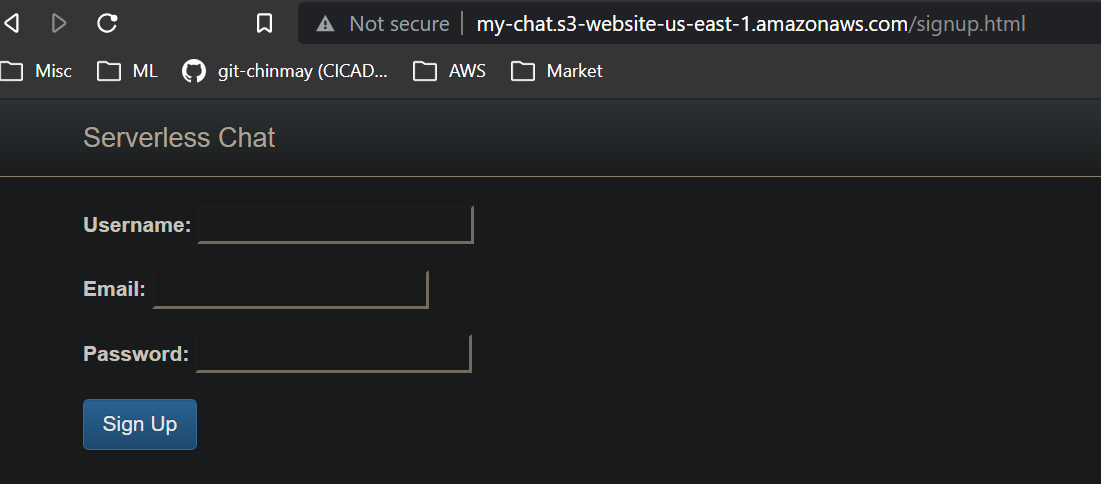 Not secure my-chat.s3-website-us-east-1.amazonaws.com/signup.html
Misc ML git-chinmay (CICAD... AWS Market
Serverless Chat
Username:
Email:
Password:
Sign Up